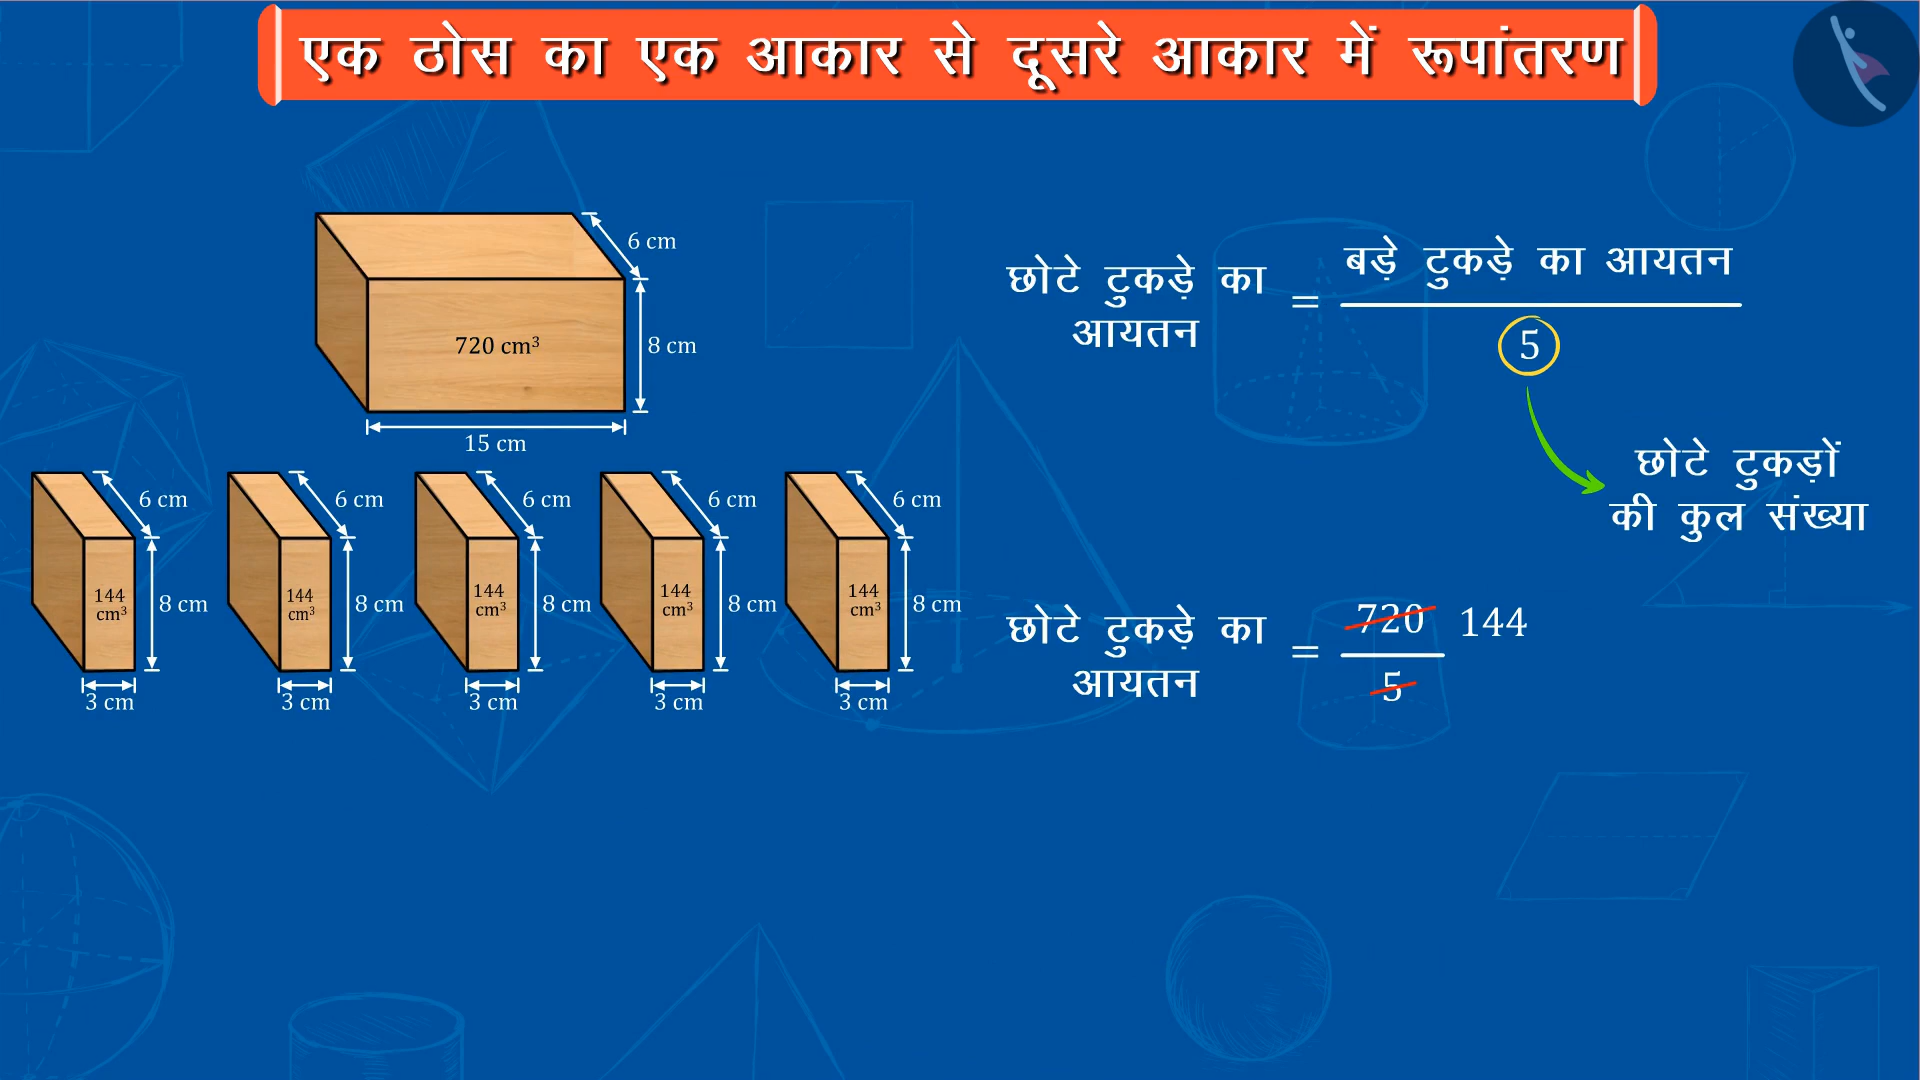 एक ठोस का एक आकार से दूसरे आकार में रूपांतरण
6 cm
720 cm³
8 cm
15 cm
6 cm
144
cm³
8 cm
3 cm
6 cm
144
cm³
8 cm
3 cm
6 cm
144
cm³
8 cm
3 cm
6 cm
144
cm³
8 cm
3 cm
6 cm
144
cm³
8 cm
3 cm
छोटे टुकड़े का
आयतन
=
बड़े टुकड़े का आयतन
5
छोटे टुकड़ों
की कुल संख्या
छोटे टुकड़े का
आयतन
=
720
144
5